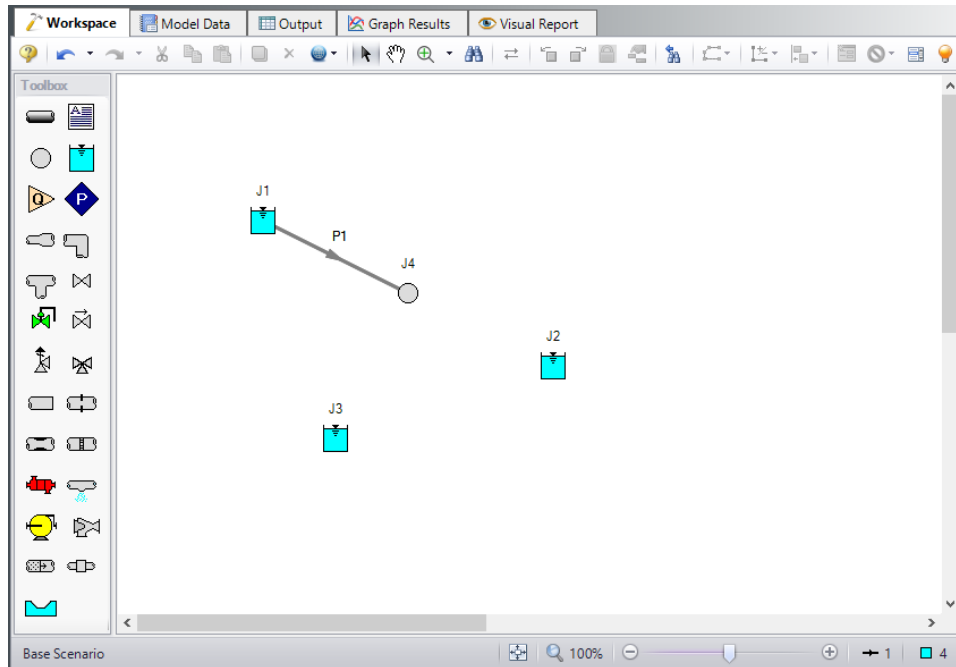 Workspace Model Data Output Graph Results Visual Report
Toolbox
A
Q P
J1
P1
J4
J2
J3
Base Scenario 100% 1 4